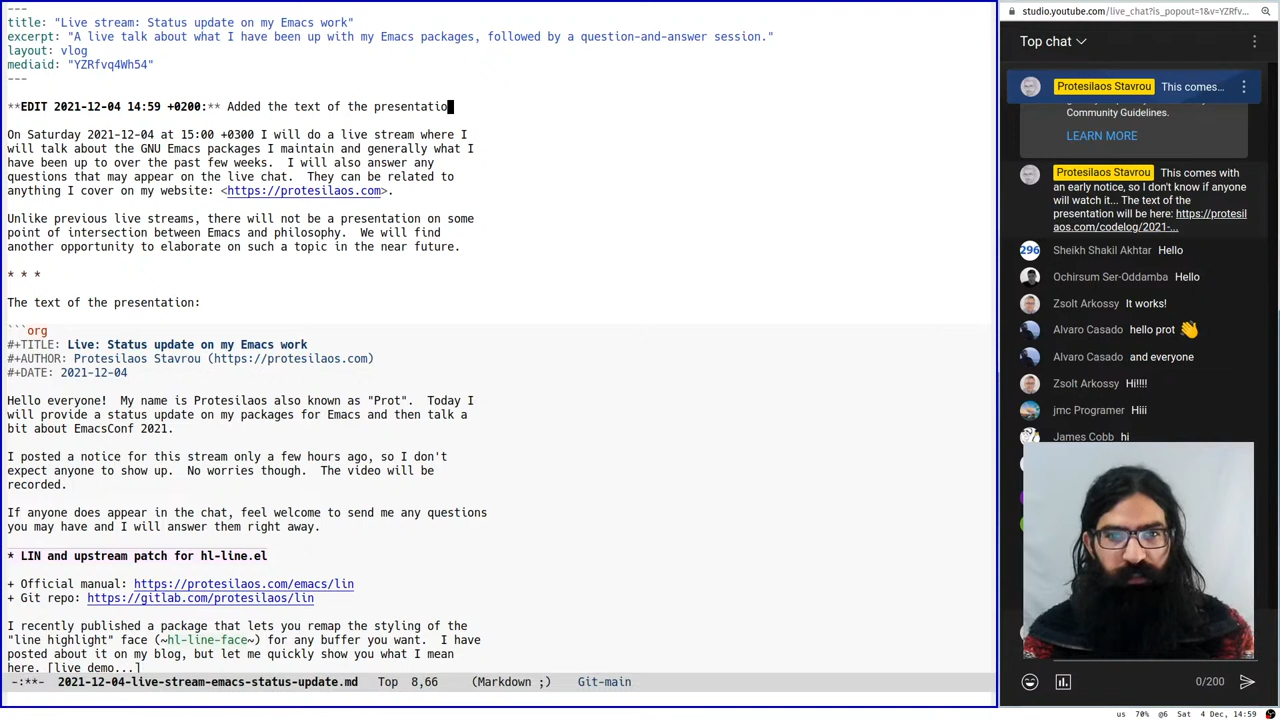 ---
title: "Live stream: Status update on my Emacs work"
excerpt: "A live talk about what I have been up with my Emacs packages, followed by a question-and-answer session."
layout: vlog
mediaid: "YZRfvq4Wh54"
---
**EDIT 2021-12-04 14:59 +0200:** Added the text of the presentatio
On Saturday 2021-12-04 at 15:00 +0300 I will do a live stream where I
will talk about the GNU Emacs packages I maintain and generally what I
have been up to over the past few weeks.  I will also answer any
questions that may appear on the live chat.  They can be related to
anything I cover on my website: <https://protesilaos.com>.
Unlike previous live streams, there will not be a presentation on some
point of intersection between Emacs and philosophy.  We will find
another opportunity to elaborate on such a topic in the near future.
* * *
The text of the presentation:
```org
#+TITLE: Live: Status update on my Emacs work
#+AUTHOR: Protesilaos Stavrou (https://protesilaos.com)
#+DATE: 2021-12-04
Hello everyone!  My name is Protesilaos also known as "Prot".  Today I
will provide a status update on my packages for Emacs and then talk a
bit about EmacsConf 2021.
I posted a notice for this stream only a few hours ago, so I don't
expect anyone to show up.  No worries though.  The video will be
recorded.
If anyone does appear in the chat, feel welcome to send me any questions
you may have and I will answer them right away.
* LIN and upstream patch for hl-line.el
+ Official manual: https://protesilaos.com/emacs/lin
+ Git repo: https://gitlab.com/protesilaos/lin
I recently published a package that lets you remap the styling of the
"line highlight" face (~hl-line-face~) for any buffer you want.  I have
posted about it on my blog, but let me quickly show you what I mean
here. [live demo...]
-:**-  2021-12-04-live-stream-emacs-status-update.md   Top   8,66   (Markdown ;)   Git-main
studio.youtube.com/live_chat?is_popout=1&v=YZRfv...
Top chat
Protesilaos Stavrou This comes...
Community Guidelines.
LEARN MORE
Protesilaos Stavrou This comes with
an early notice, so I don't know if anyone
will watch it... The text of the
presentation will be here: https://protesil
aos.com/codelog/2021-...
296 Sheikh Shakil Akhtar Hello
Ochirsum Ser-Oddamba Hello
Zsolt Arkossy It works!
Alvaro Casado hello prot 👋
Alvaro Casado and everyone
Zsolt Arkossy Hi!!!!
jmc Programer Hiii
James Cobb hi
0/200
us 70% @6 Sat 4 Dec, 14:59